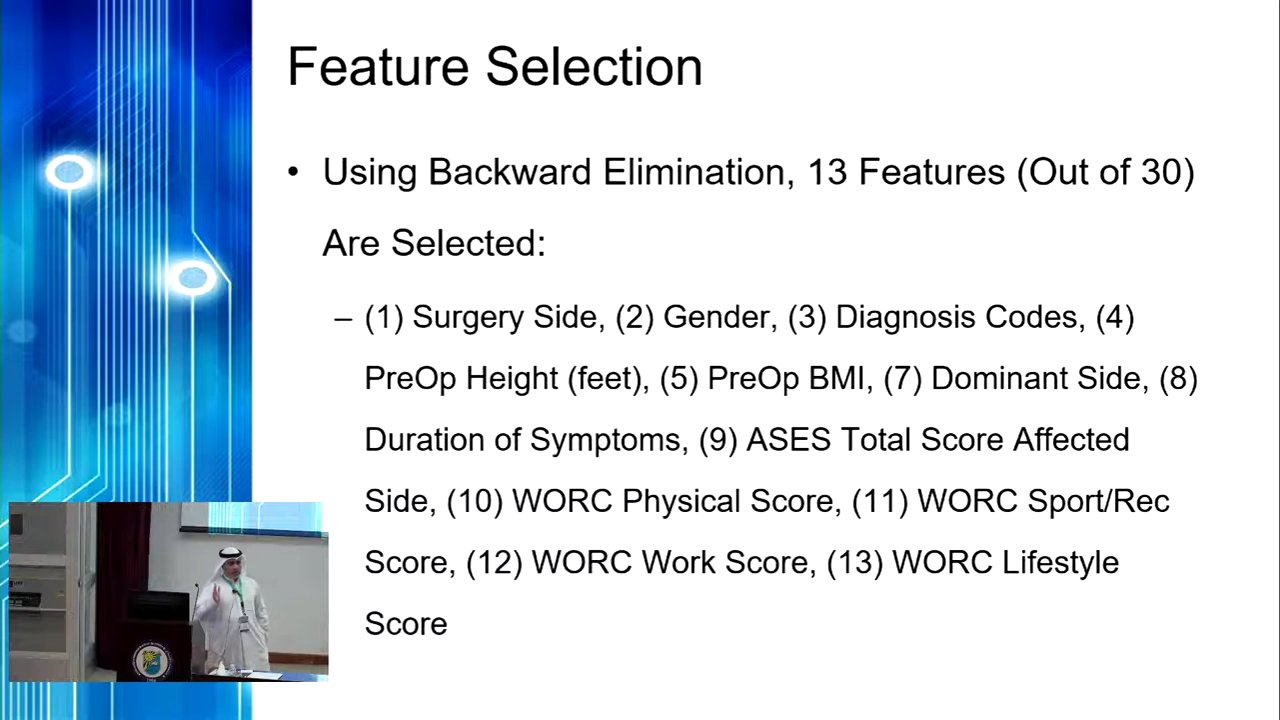 Feature Selection
• Using Backward Elimination, 13 Features (Out of 30)
Are Selected:
– (1) Surgery Side, (2) Gender, (3) Diagnosis Codes, (4)
PreOp Height (feet), (5) PreOp BMI, (7) Dominant Side, (8)
Duration of Symptoms, (9) ASES Total Score Affected
Side, (10) WORC Physical Score, (11) WORC Sport/Rec
Score, (12) WORC Work Score, (13) WORC Lifestyle
Score